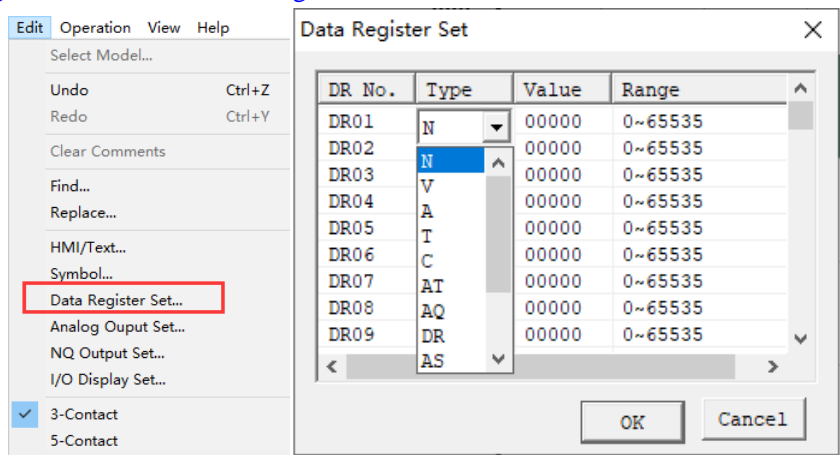 Edit Operation View Help
Select Model...
Undo Ctrl+Z
Redo Ctrl+Y
Clear Comments
Find...
Replace...
HMI/Text...
Symbol...
Data Register Set...
Analog Ouput Set...
NQ Output Set...
I/O Display Set...
3-Contact
5-Contact
Data Register Set
DR No. Type Value Range
DR01 N 00000 0~65535
DR02 00000 0~65535
DR03 00000 0~65535
DR04 00000 0~65535
DR05 00000 0~65535
DR06 00000 0~65535
DR07 00000 0~65535
DR08 00000 0~65535
DR09 00000 0~65535
N
V
A
T
C
AT
AQ
DR
AS
OK Cancel